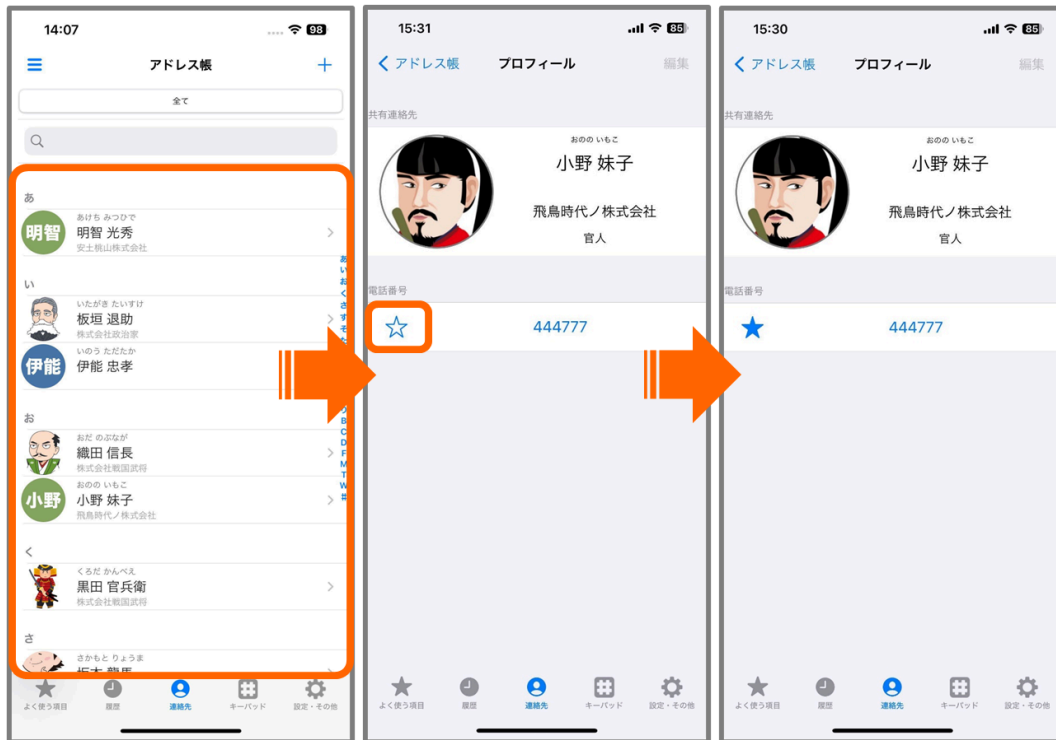 14:07
98
アドレス帳
全て
あ
明智
あけち みつひで
明智 光秀
安土桃山株式会社
い
いたがき たいすけ
板垣 退助
株式会社政治家
伊能
いのう ただたか
伊能 忠孝
お
おだ のぶなが
織田 信長
株式会社戦国武将
小野
おのの いもこ
小野 妹子
飛鳥時代ノ株式会社
く
くろだ かんべえ
黒田 官兵衛
株式会社戦国武将
さ
さかもと りょうま
坂本 龍馬
あ
い
お
く
さ
す
そ
B
C
D
F
M
T
W
#
よく使う項目
履歴
連絡先
キーパッド
設定・その他
15:31
85
アドレス帳
プロフィール
編集
共有連絡先
おのの いもこ
小野 妹子
飛鳥時代ノ株式会社
官人
電話番号
444777
よく使う項目
履歴
連絡先
キーパッド
設定・その他
15:30
85
アドレス帳
プロフィール
編集
共有連絡先
おのの いもこ
小野 妹子
飛鳥時代ノ株式会社
官人
電話番号
444777
よく使う項目
履歴
連絡先
キーパッド
設定・その他